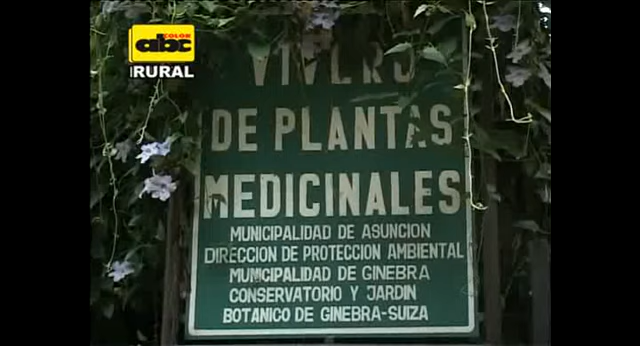 COLOR
abc
RURAL
VIVERO
DE PLANTAS
MEDICINALES
MUNICIPALIDAD DE ASUNCION
DIRECCION DE PROTECCION AMBIENTAL
MUNICIPALIDAD DE GINEBRA
CONSERVATORIO Y JARDIN
BOTANICO DE GINEBRA-SUIZA